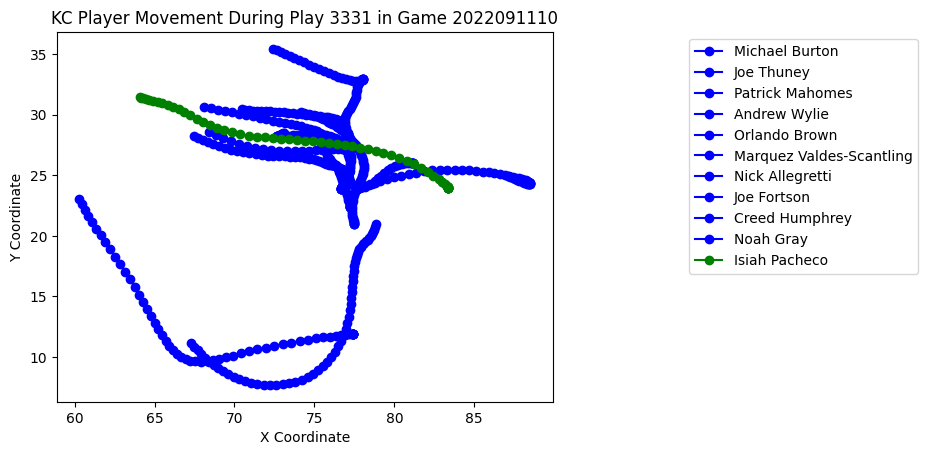 KC Player Movement During Play 3331 in Game 2022091110
35
30
25
20
15
10
Y Coordinate
60 65 70 75 80 85
X Coordinate
Michael Burton
Joe Thuney
Patrick Mahomes
Andrew Wylie
Orlando Brown
Marquez Valdes-Scantling
Nick Allegretti
Joe Fortson
Creed Humphrey
Noah Gray
Isiah Pacheco